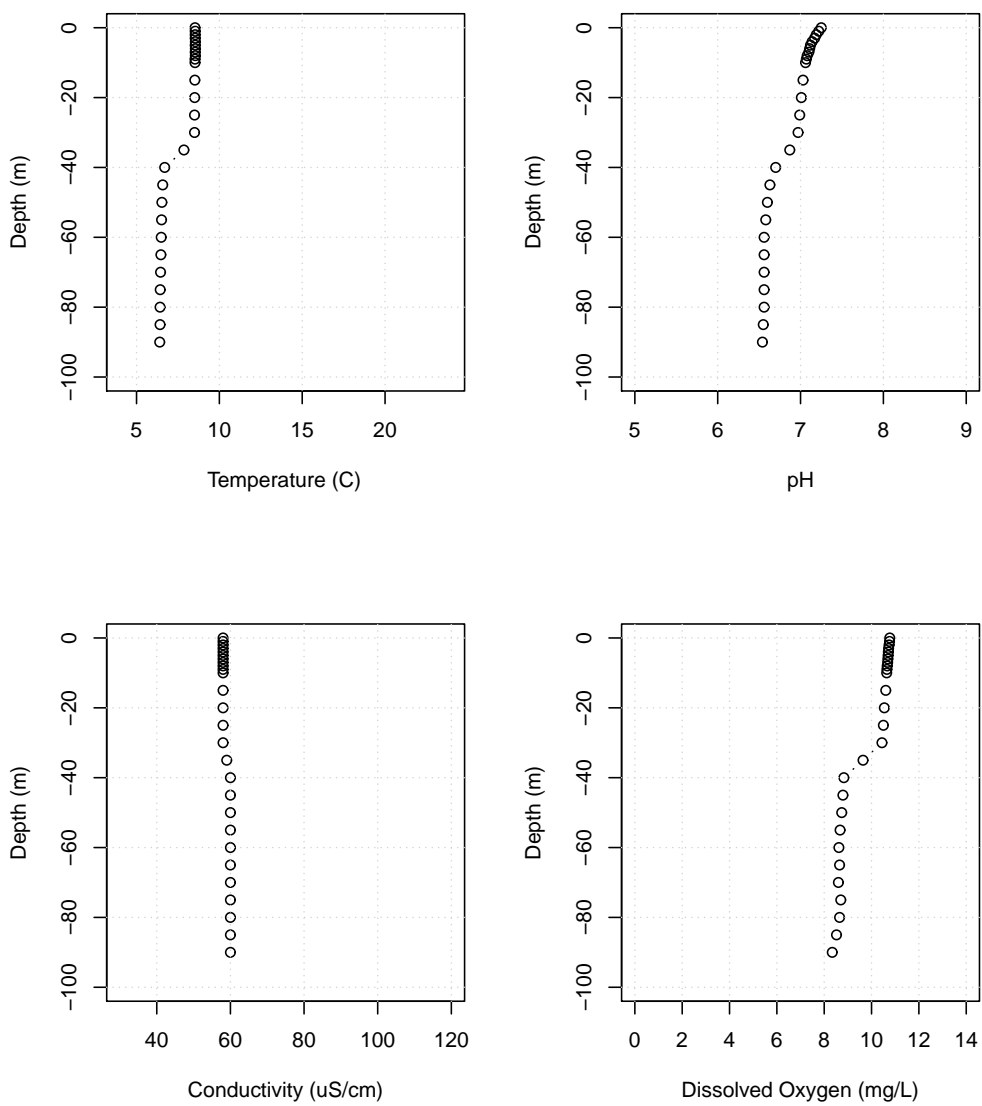 0
−20
−40
−60
−80
−100
Depth (m)
5 10 15 20
Temperature (C)
0
−20
−40
−60
−80
−100
Depth (m)
5 6 7 8 9
pH
0
−20
−40
−60
−80
−100
Depth (m)
40 60 80 100 120
Conductivity (uS/cm)
0
−20
−40
−60
−80
−100
Depth (m)
0 2 4 6 8 10 12 14
Dissolved Oxygen (mg/L)